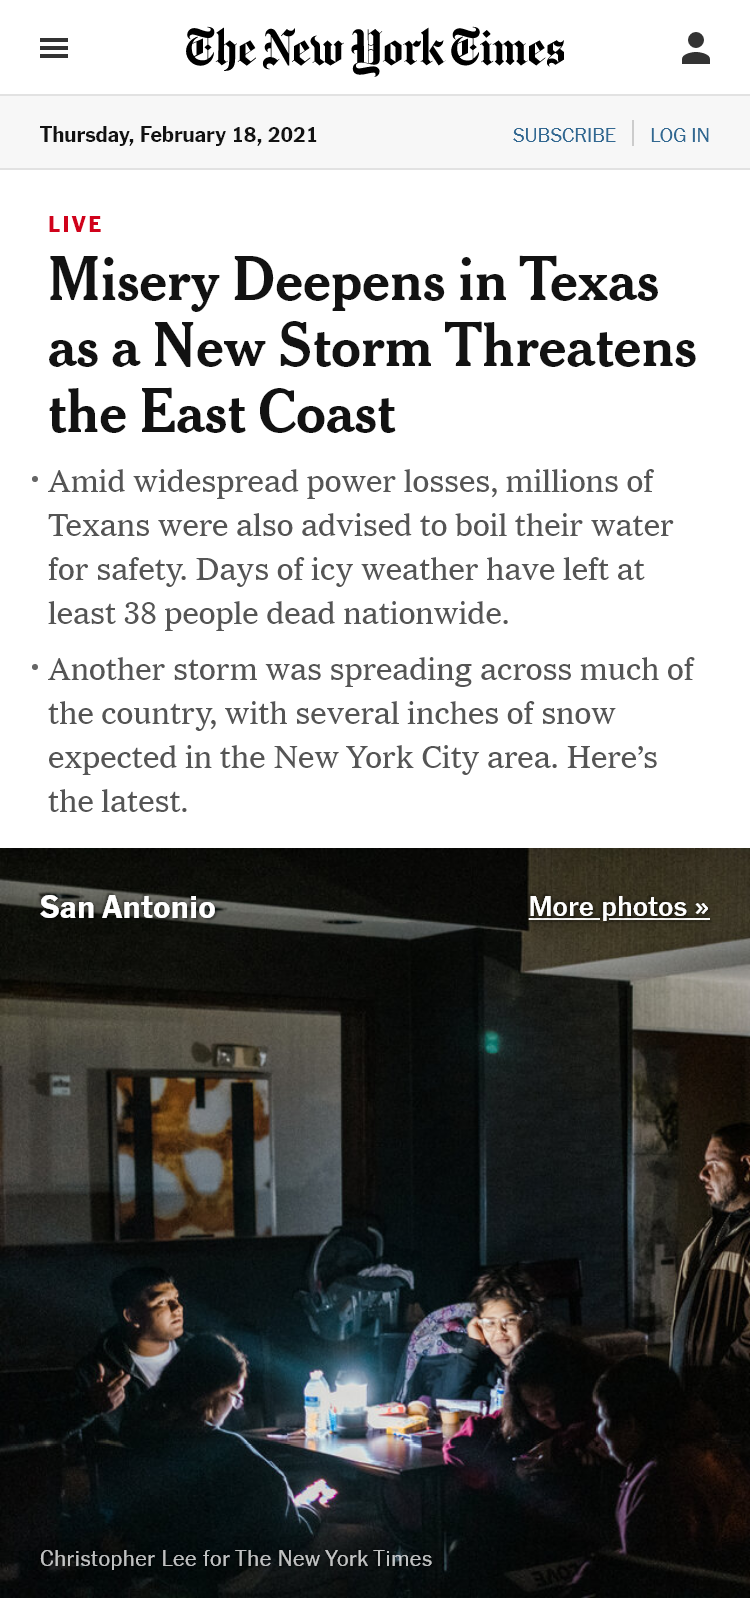 The New York Times
Thursday, February 18, 2021
SUBSCRIBE
LOG IN
LIVE
Misery Deepens in Texas
as a New Storm Threatens
the East Coast
• Amid widespread power losses, millions of
Texans were also advised to boil their water
for safety. Days of icy weather have left at
least 38 people dead nationwide.
• Another storm was spreading across much of
the country, with several inches of snow
expected in the New York City area. Here’s
the latest.
San Antonio
More photos »
Christopher Lee for The New York Times